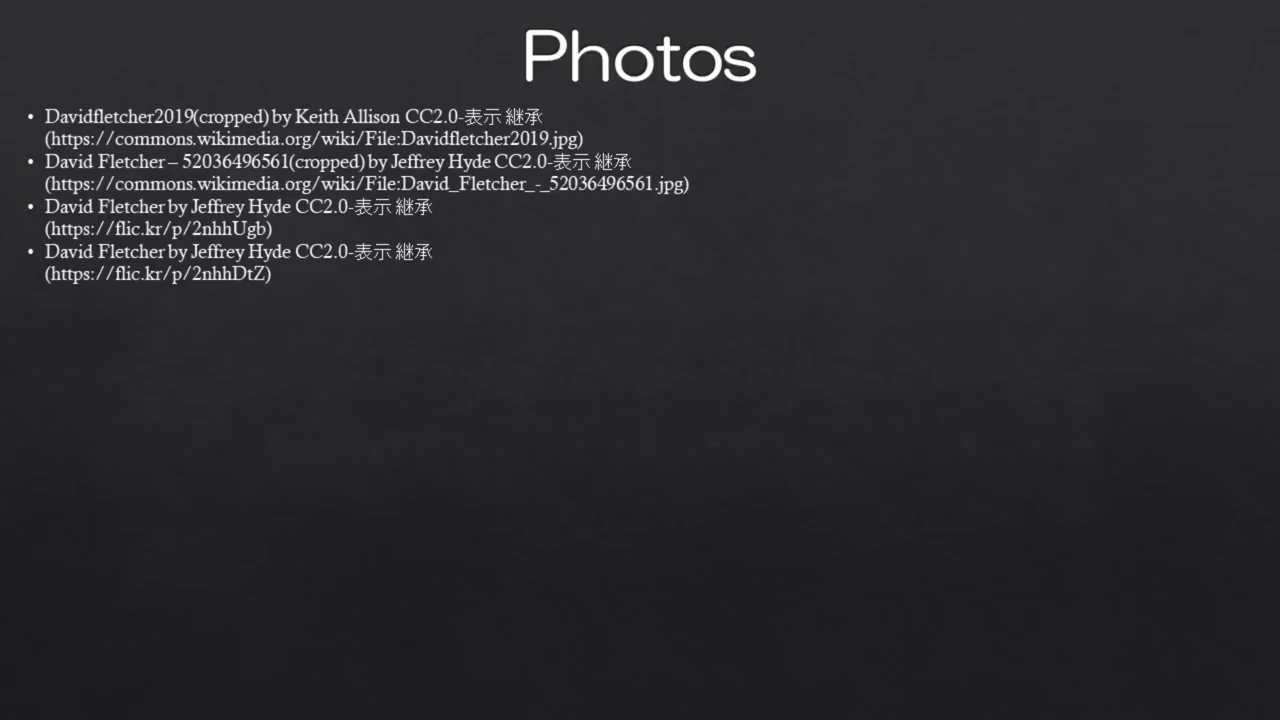 Photos
• Davidfletcher2019(cropped) by Keith Allison CC2.0-表示 継承
(https://commons.wikimedia.org/wiki/File:Davidfletcher2019.jpg)
• David Fletcher – 52036496561(cropped) by Jeffrey Hyde CC2.0-表示 継承
(https://commons.wikimedia.org/wiki/File:David_Fletcher_-_52036496561.jpg)
• David Fletcher by Jeffrey Hyde CC2.0-表示 継承
(https://flic.kr/p/2nhhUgb)
• David Fletcher by Jeffrey Hyde CC2.0-表示 継承
(https://flic.kr/p/2nhhDtZ)